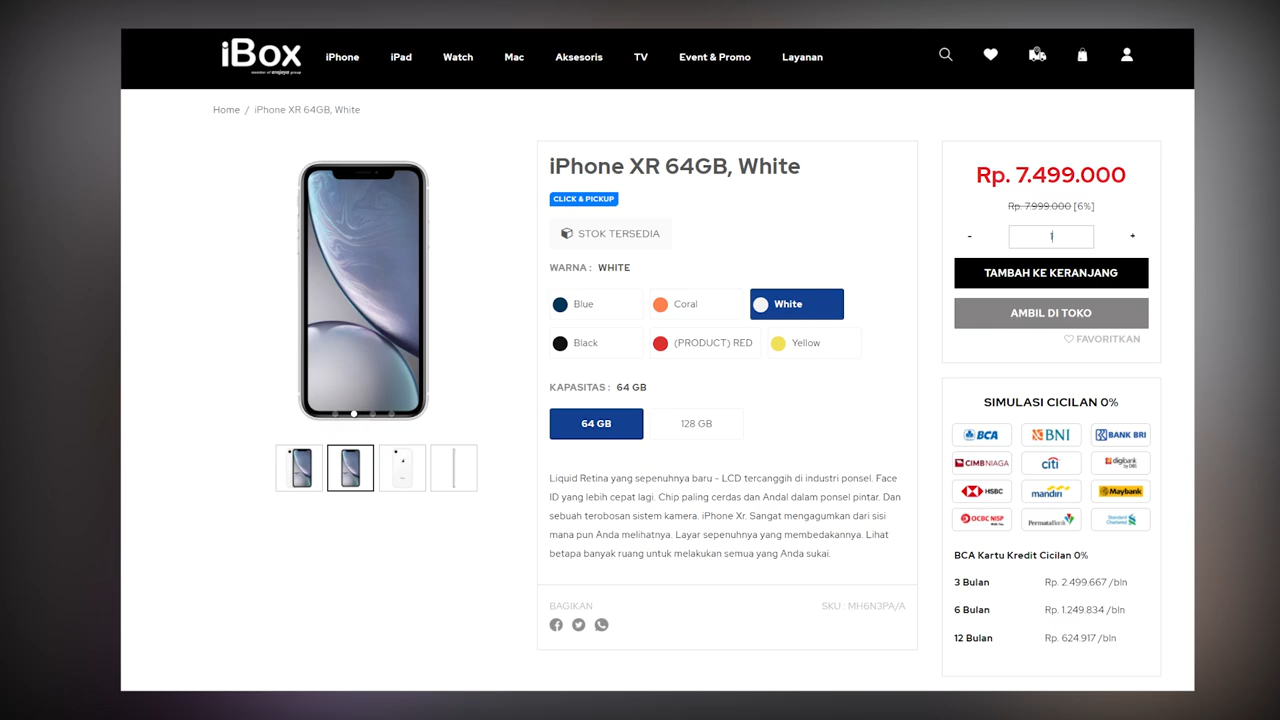 iBox
member of erajaya group
iPhone
iPad
Watch
Mac
Aksesoris
TV
Event & Promo
Layanan
Home / iPhone XR 64GB, White
iPhone XR 64GB, White
CLICK & PICKUP
STOK TERSEDIA
WARNA : WHITE
Blue
Coral
White
Black
(PRODUCT) RED
Yellow
KAPASITAS : 64 GB
64 GB
128 GB
Liquid Retina yang sepenuhnya baru - LCD tercanggih di industri ponsel. Face
ID yang lebih cepat lagi. Chip paling cerdas dan Andal dalam ponsel pintar. Dan
sebuah terobosan sistem kamera. iPhone Xr. Sangat mengagumkan dari sisi
mana pun Anda melihatnya. Layar sepenuhnya yang membedakannya. Lihat
betapa banyak ruang untuk melakukan semua yang Anda sukai.
BAGIKAN
SKU : MH6N3PA/A
Rp. 7.499.000
Rp. 7.999.000 [6%]
- 1 +
TAMBAH KE KERANJANG
AMBIL DI TOKO
FAVORITKAN
SIMULASI CICILAN 0%
BCA
BNI
BANK BRI
CIMBNIAGA
citi
digibank
by DBS
HSBC
mandiri
Maybank
OCBC NISP
PermataBank
Standard
Chartered
BCA Kartu Kredit Cicilan 0%
3 Bulan Rp. 2.499.667 /bln
6 Bulan Rp. 1.249.834 /bln
12 Bulan Rp. 624.917 /bln